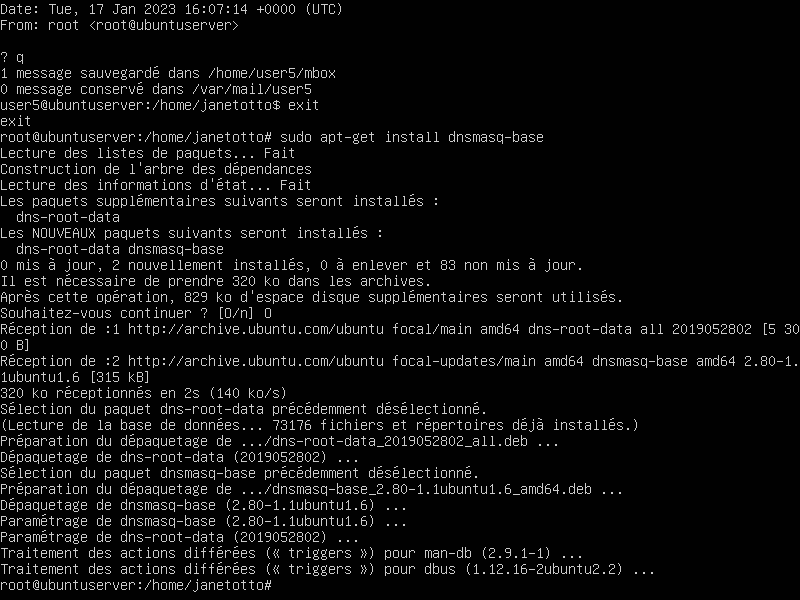 Date: Tue, 17 Jan 2023 16:07:14 +0000 (UTC)
From: root <root@ubuntuserver>
? q
1 message sauvegardé dans /home/user5/mbox
0 message conservé dans /var/mail/user5
user5@ubuntuserver:/home/janetotto$ exit
exit
root@ubuntuserver:/home/janetotto# sudo apt-get install dnsmasq-base
Lecture des listes de paquets... Fait
Construction de l'arbre des dépendances
Lecture des informations d'état... Fait
Les paquets supplémentaires suivants seront installés :
  dns-root-data
Les NOUVEAUX paquets suivants seront installés :
  dns-root-data dnsmasq-base
0 mis à jour, 2 nouvellement installés, 0 à enlever et 83 non mis à jour.
Il est nécessaire de prendre 320 ko dans les archives.
Après cette opération, 829 ko d'espace disque supplémentaires seront utilisés.
Souhaitez-vous continuer ? [O/n] O
Réception de :1 http://archive.ubuntu.com/ubuntu focal/main amd64 dns-root-data all 2019052802 [5 30
0 B]
Réception de :2 http://archive.ubuntu.com/ubuntu focal-updates/main amd64 dnsmasq-base amd64 2.80-1.
1ubuntu1.6 [315 kB]
320 ko réceptionnés en 2s (140 ko/s)
Sélection du paquet dns-root-data précédemment désélectionné.
(Lecture de la base de données... 73176 fichiers et répertoires déjà installés.)
Préparation du dépaquetage de .../dns-root-data_2019052802_all.deb ...
Dépaquetage de dns-root-data (2019052802) ...
Sélection du paquet dnsmasq-base précédemment désélectionné.
Préparation du dépaquetage de .../dnsmasq-base_2.80-1.1ubuntu1.6_amd64.deb ...
Dépaquetage de dnsmasq-base (2.80-1.1ubuntu1.6) ...
Paramétrage de dnsmasq-base (2.80-1.1ubuntu1.6) ...
Paramétrage de dns-root-data (2019052802) ...
Traitement des actions différées (« triggers ») pour man-db (2.9.1-1) ...
Traitement des actions différées (« triggers ») pour dbus (1.12.16-2ubuntu2.2) ...
root@ubuntuserver:/home/janetotto#